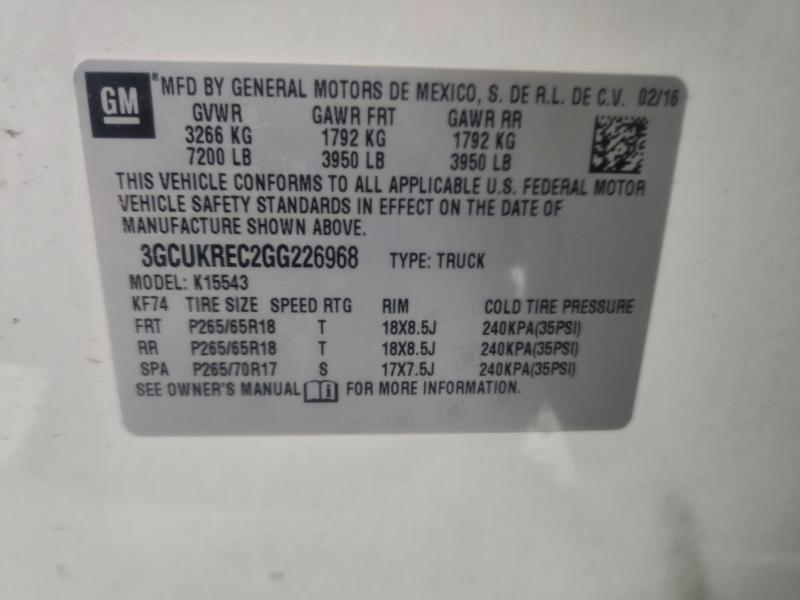 GM
®MFD BY GENERAL MOTORS DE MEXICO, S. DE R.L. DE C.V. 02/16
GVWR GAWR FRT GAWR RR
3266 KG 1792 KG 1792 KG
7200 LB 3950 LB 3950 LB
THIS VEHICLE CONFORMS TO ALL APPLICABLE U.S. FEDERAL MOTOR
VEHICLE SAFETY STANDARDS IN EFFECT ON THE DATE OF
MANUFACTURE SHOWN ABOVE.
3GCUKREC2GG226968 TYPE: TRUCK
MODEL: K15543
KF74 TIRE SIZE SPEED RTG RIM COLD TIRE PRESSURE
FRT P265/65R18 T 18X8.5J 240KPA(35PSI)
RR P265/65R18 T 18X8.5J 240KPA(35PSI)
SPA P265/70R17 S 17X7.5J 240KPA(35PSI)
SEE OWNER'S MANUAL FOR MORE INFORMATION.